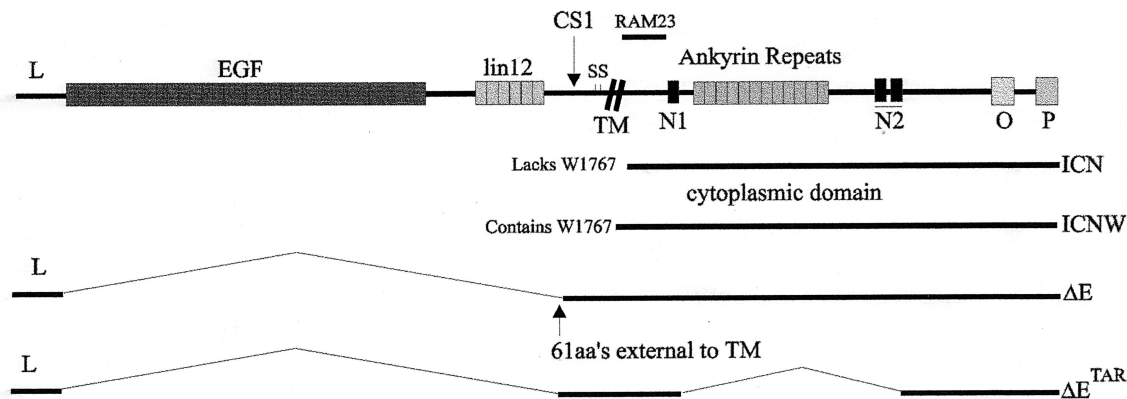 CS1
RAM23
L
EGF
lin12
SS
Ankyrin Repeats
TM
N1
N2
O
P
Lacks W1767
ICN
cytoplasmic domain
Contains W1767
ICNW
L
ΔE
61aa's external to TM
L
ΔE^TAR